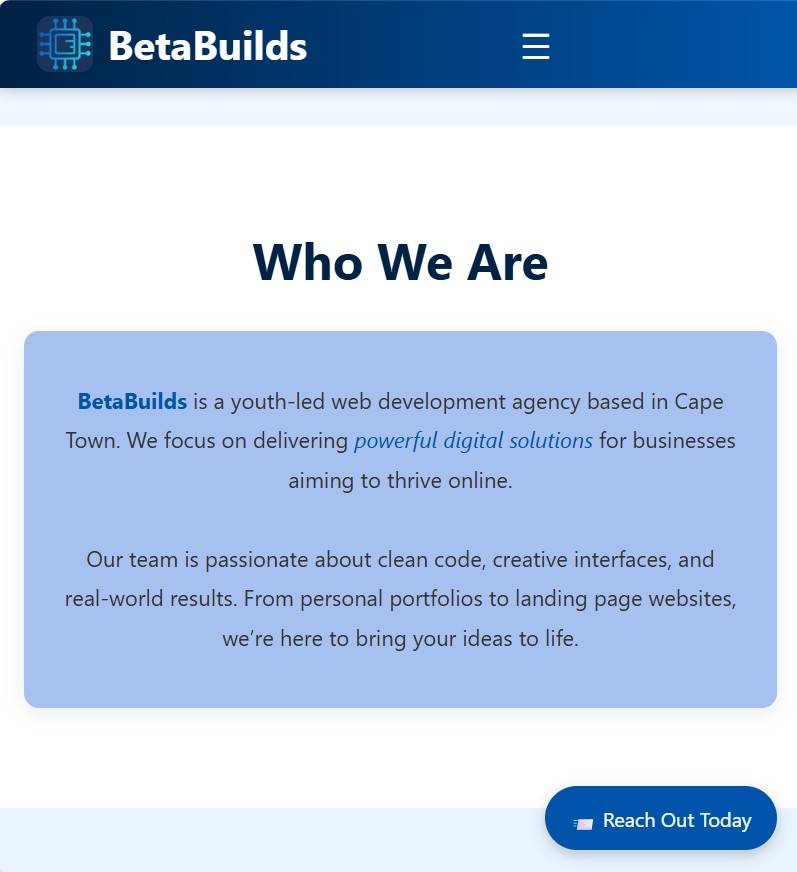 BetaBuilds
Who We Are
BetaBuilds is a youth-led web development agency based in Cape
Town. We focus on delivering powerful digital solutions for businesses
aiming to thrive online.
Our team is passionate about clean code, creative interfaces, and
real-world results. From personal portfolios to landing page websites,
we’re here to bring your ideas to life.
Reach Out Today